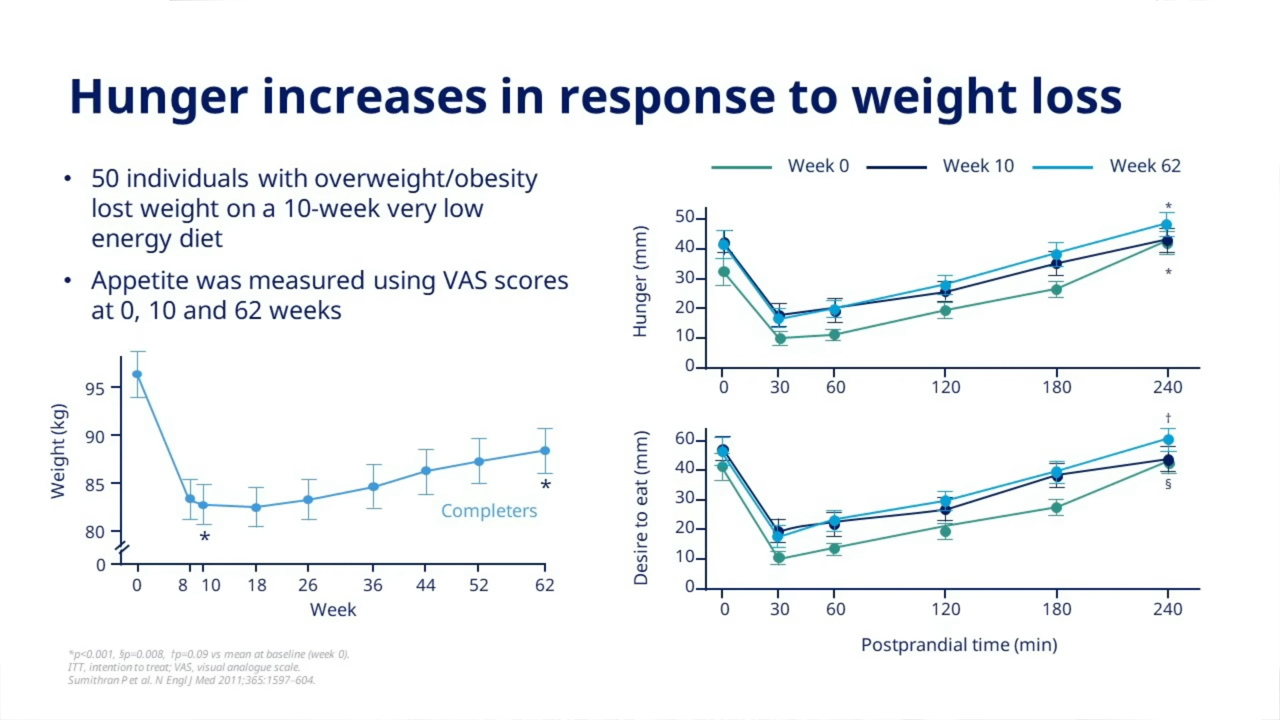 Hunger increases in response to weight loss
• 50 individuals with overweight/obesity
lost weight on a 10-week very low
energy diet
• Appetite was measured using VAS scores
at 0, 10 and 62 weeks
Weight (kg)
95
90
85
80
0
*
*
Completers
0 8 10 18 26 36 44 52 62
Week
Week 0 Week 10 Week 62
Hunger (mm)
50
40
30
20
10
0
*
*
0 30 60 120 180 240
Desire to eat (mm)
60
40
30
20
10
0
†
§
0 30 60 120 180 240
Postprandial time (min)
*p<0.001, §p=0.008, †p=0.09 vs mean at baseline (week 0).
ITT, intention to treat; VAS, visual analogue scale.
Sumithran P et al. N Engl J Med 2011;365:1597–604.